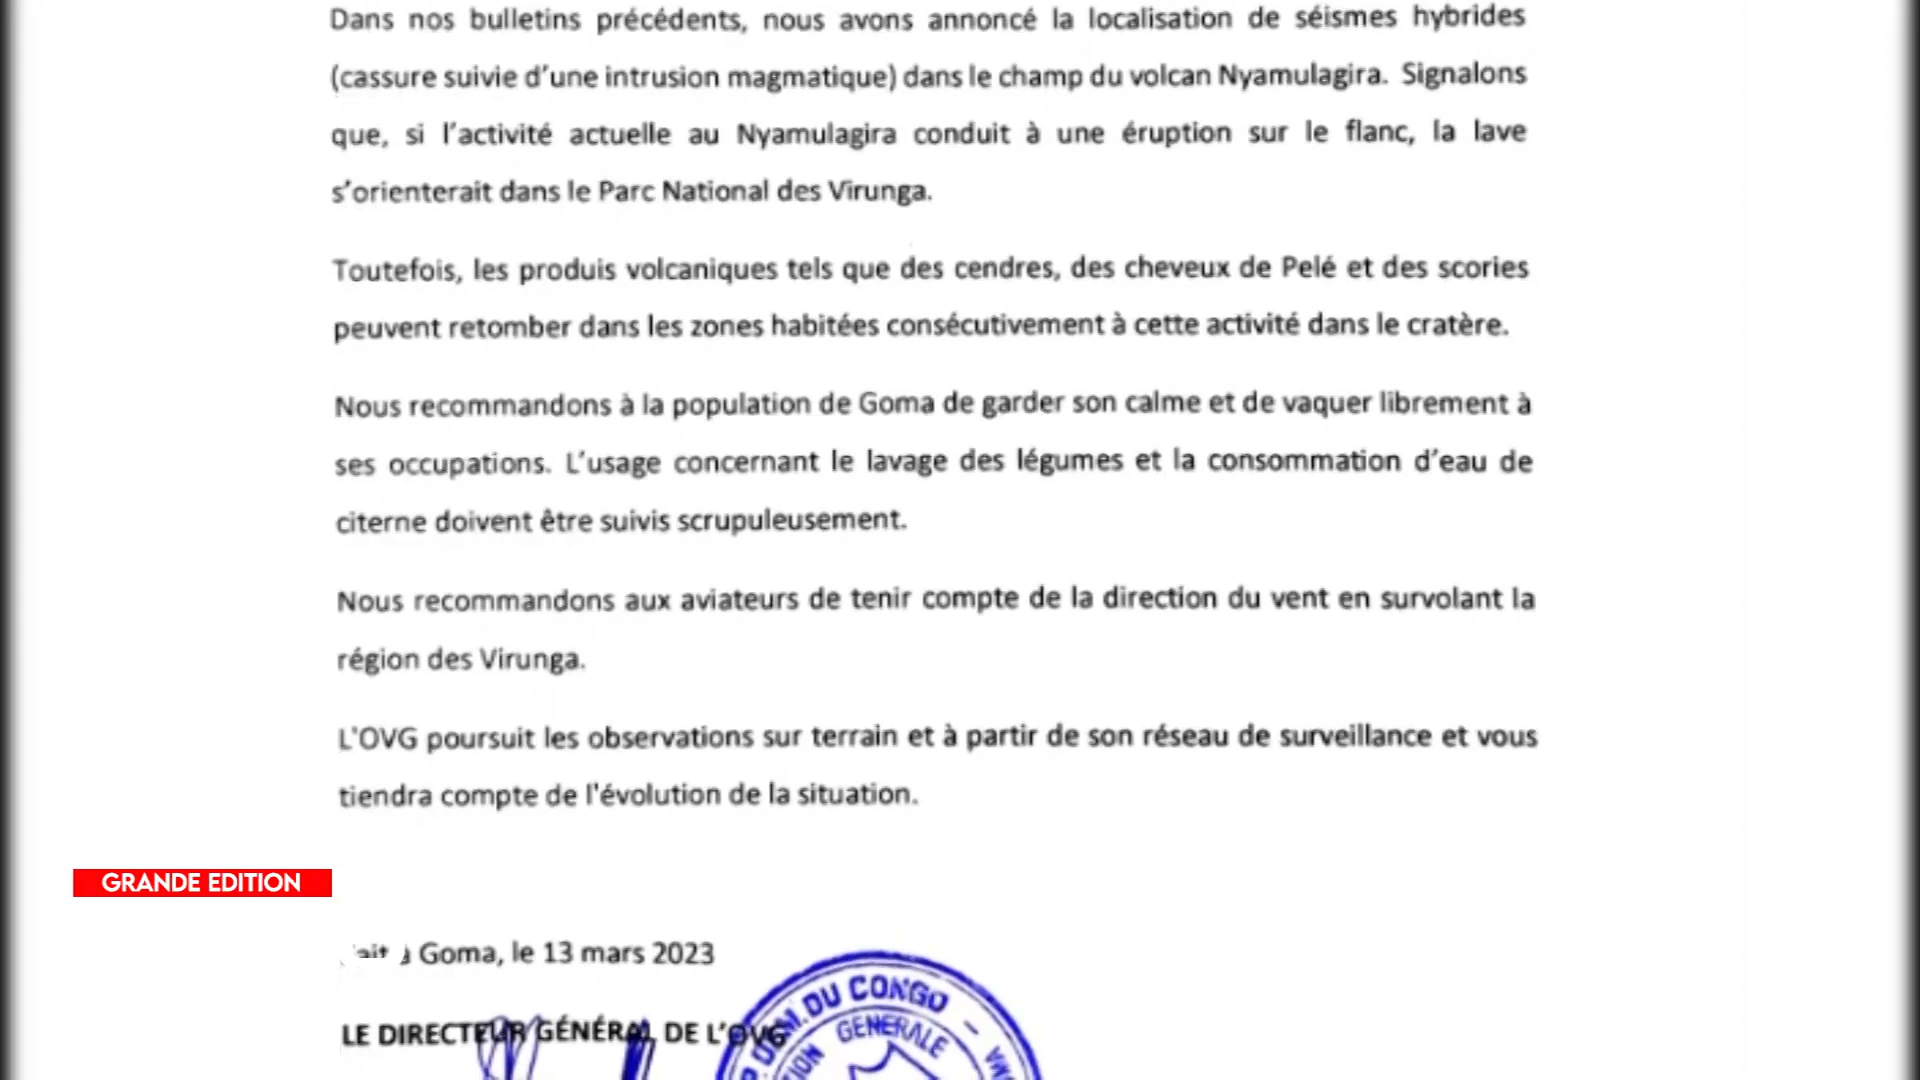 Dans nos bulletins précédents, nous avons annoncé la localisation de séismes hybrides
(cassure suivie d'une intrusion magmatique) dans le champ du volcan Nyamulagira. Signalons
que, si l'activité actuelle au Nyamulagira conduit à une éruption sur le flanc, la lave
s'orienterait dans le Parc National des Virunga.
Toutefois, les produis volcaniques tels que des cendres, des cheveux de Pelé et des scories
peuvent retomber dans les zones habitées consécutivement à cette activité dans le cratère.
Nous recommandons à la population de Goma de garder son calme et de vaquer librement à
ses occupations. L'usage concernant le lavage des légumes et la consommation d'eau de
citerne doivent être suivis scrupuleusement.
Nous recommandons aux aviateurs de tenir compte de la direction du vent en survolant la
région des Virunga.
L'OVG poursuit les observations sur terrain et à partir de son réseau de surveillance et vous
tiendra compte de l'évolution de la situation.
GRANDE EDITION
Goma, le 13 mars 2023
LE DIRECTEUR GÉNÉRAL DE L'OVG
DU CONGO
GENERALE